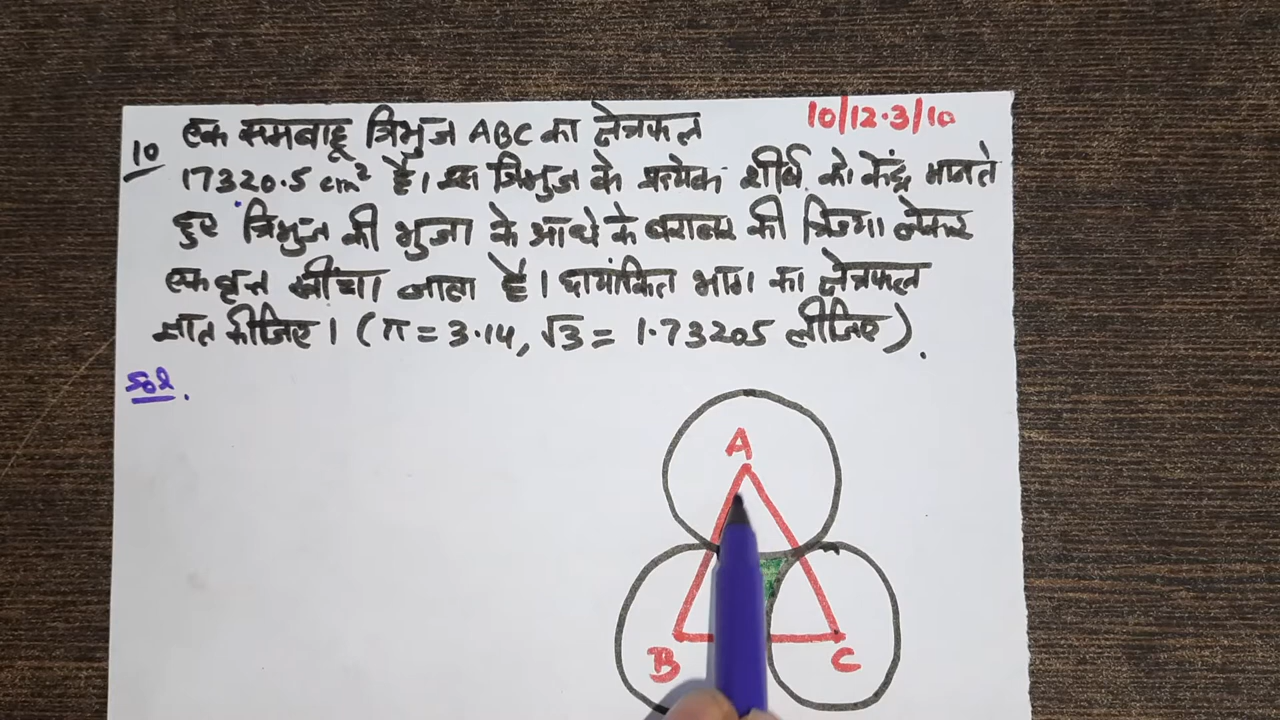 10/12.3/10
10 एक समबाहू त्रिभुज ABC का क्षेत्रफल
17320.5 cm² है। इस त्रिभुज के प्रत्येक शीर्ष को केंद्र मानते
हुए त्रिभुज की भुजा के आधे के बराबर की त्रिज्या लेकर
एक वृत्त खींचा जाता है। छायांकित भाग का क्षेत्रफल
ज्ञात कीजिए। (π = 3.14, √3 = 1.73205 लीजिए).
Sol.
A
B C